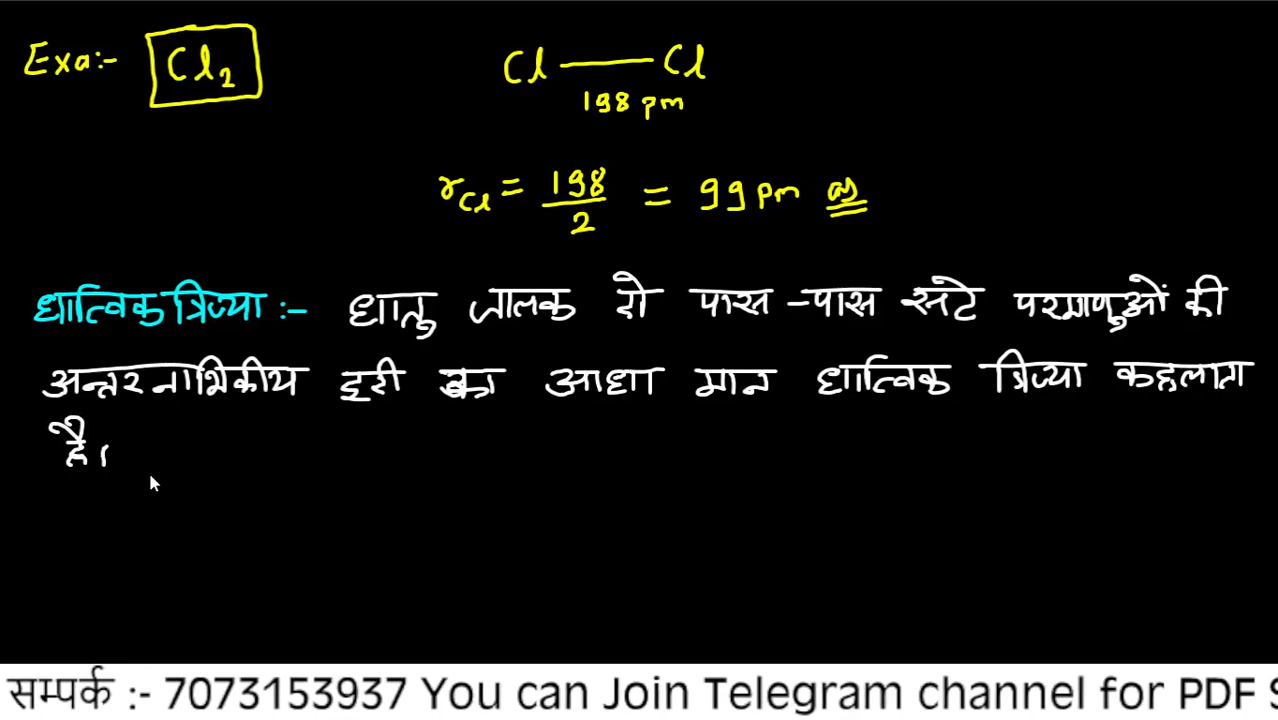 Exa:- Cl₂ Cl — Cl
198 pm
rCl = 198/2 = 99 pm
धात्विक त्रिज्या :- धातु जालक मे पास-पास सटे परमाणुओं की
अन्तरनाभिकीय दूरी का आधा मान धात्विक त्रिज्या कहलाता
है।
सम्पर्क :- 7073153937 You can Join Telegram channel for PDF S